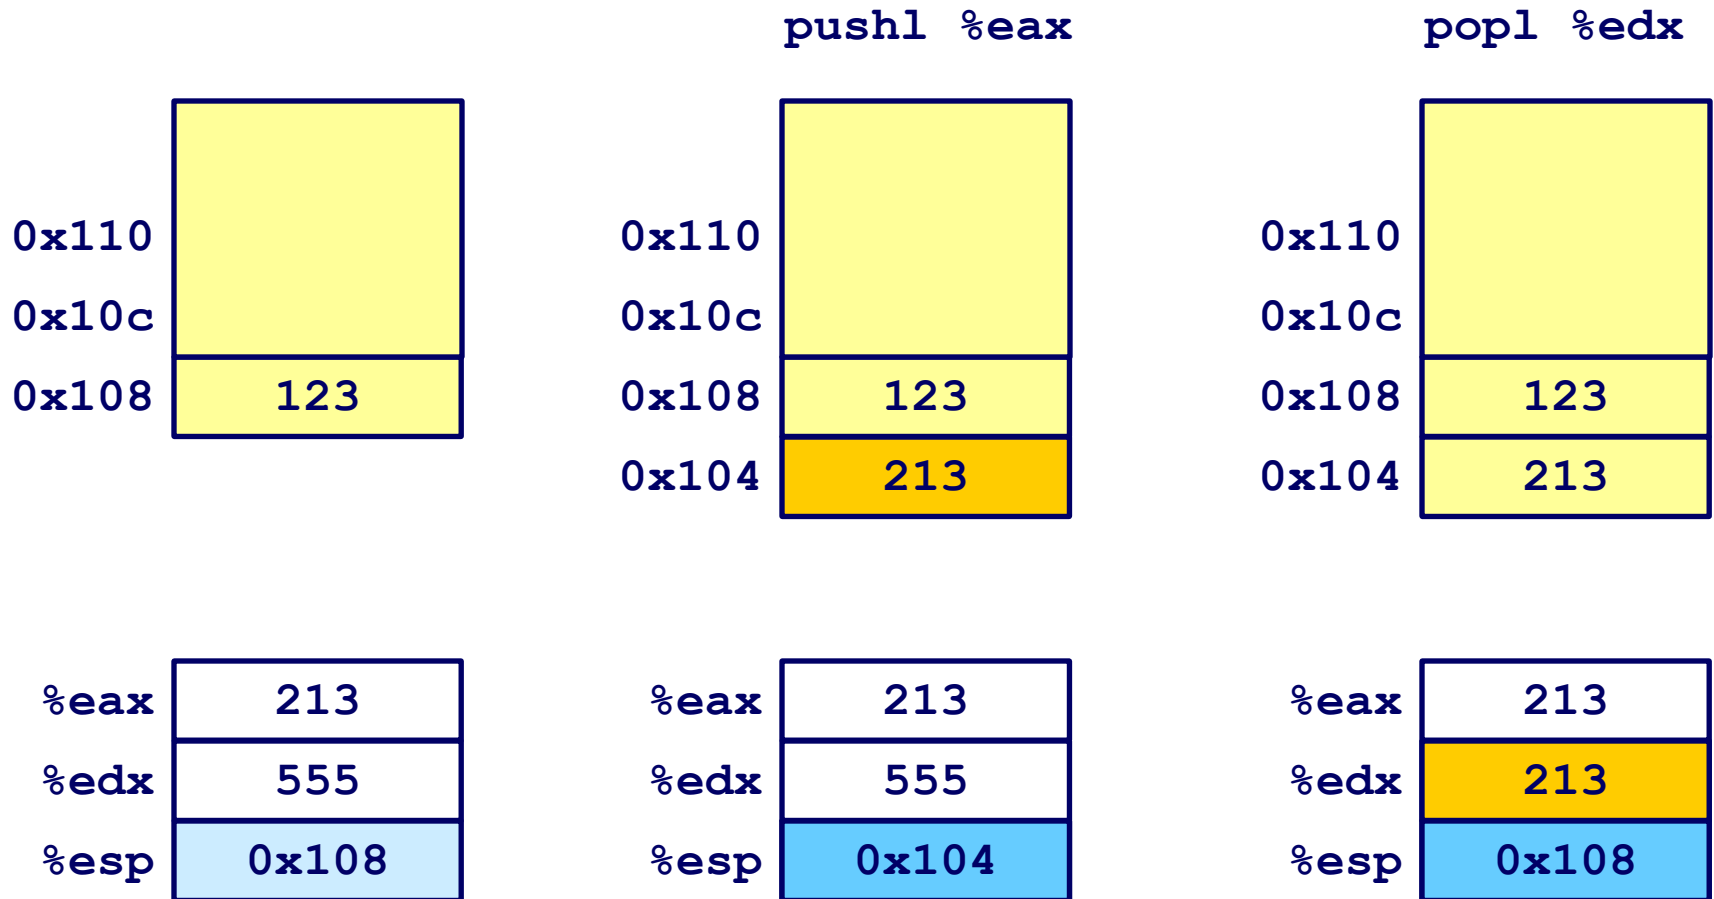 pushl %eax popl %edx
0x110 0x110 0x110
0x10c 0x10c 0x10c
0x108 123 0x108 123 0x108 123
0x104 213 0x104 213
%eax 213 %eax 213 %eax 213
%edx 555 %edx 555 %edx 213
%esp 0x108 %esp 0x104 %esp 0x108